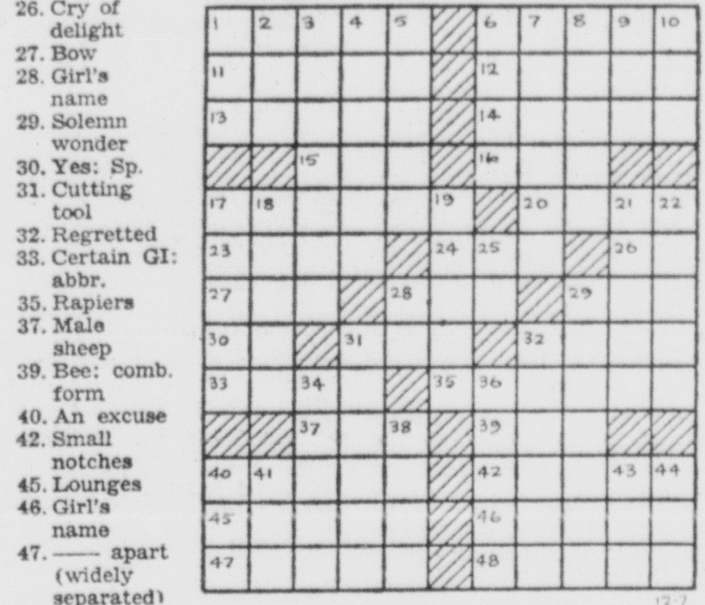 26. Cry of
delight
27. Bow
28. Girl's
name
29. Solemn
wonder
30. Yes: Sp.
31. Cutting
tool
32. Regretted
33. Certain GI:
abbr.
35. Rapiers
37. Male
sheep
39. Bee: comb.
form
40. An excuse
42. Small
notches
45. Lounges
46. Girl's
name
47. —— apart
(widely
separated)
1 2 3 4 5 6 7 8 9 10
11 12
13 14
15 16
17 18 19 20 21 22
23 24 25 26
27 28 29
30 31 32
33 34 35 36
37 38 39
40 41 42 43 44
45 46
47 48
12-7